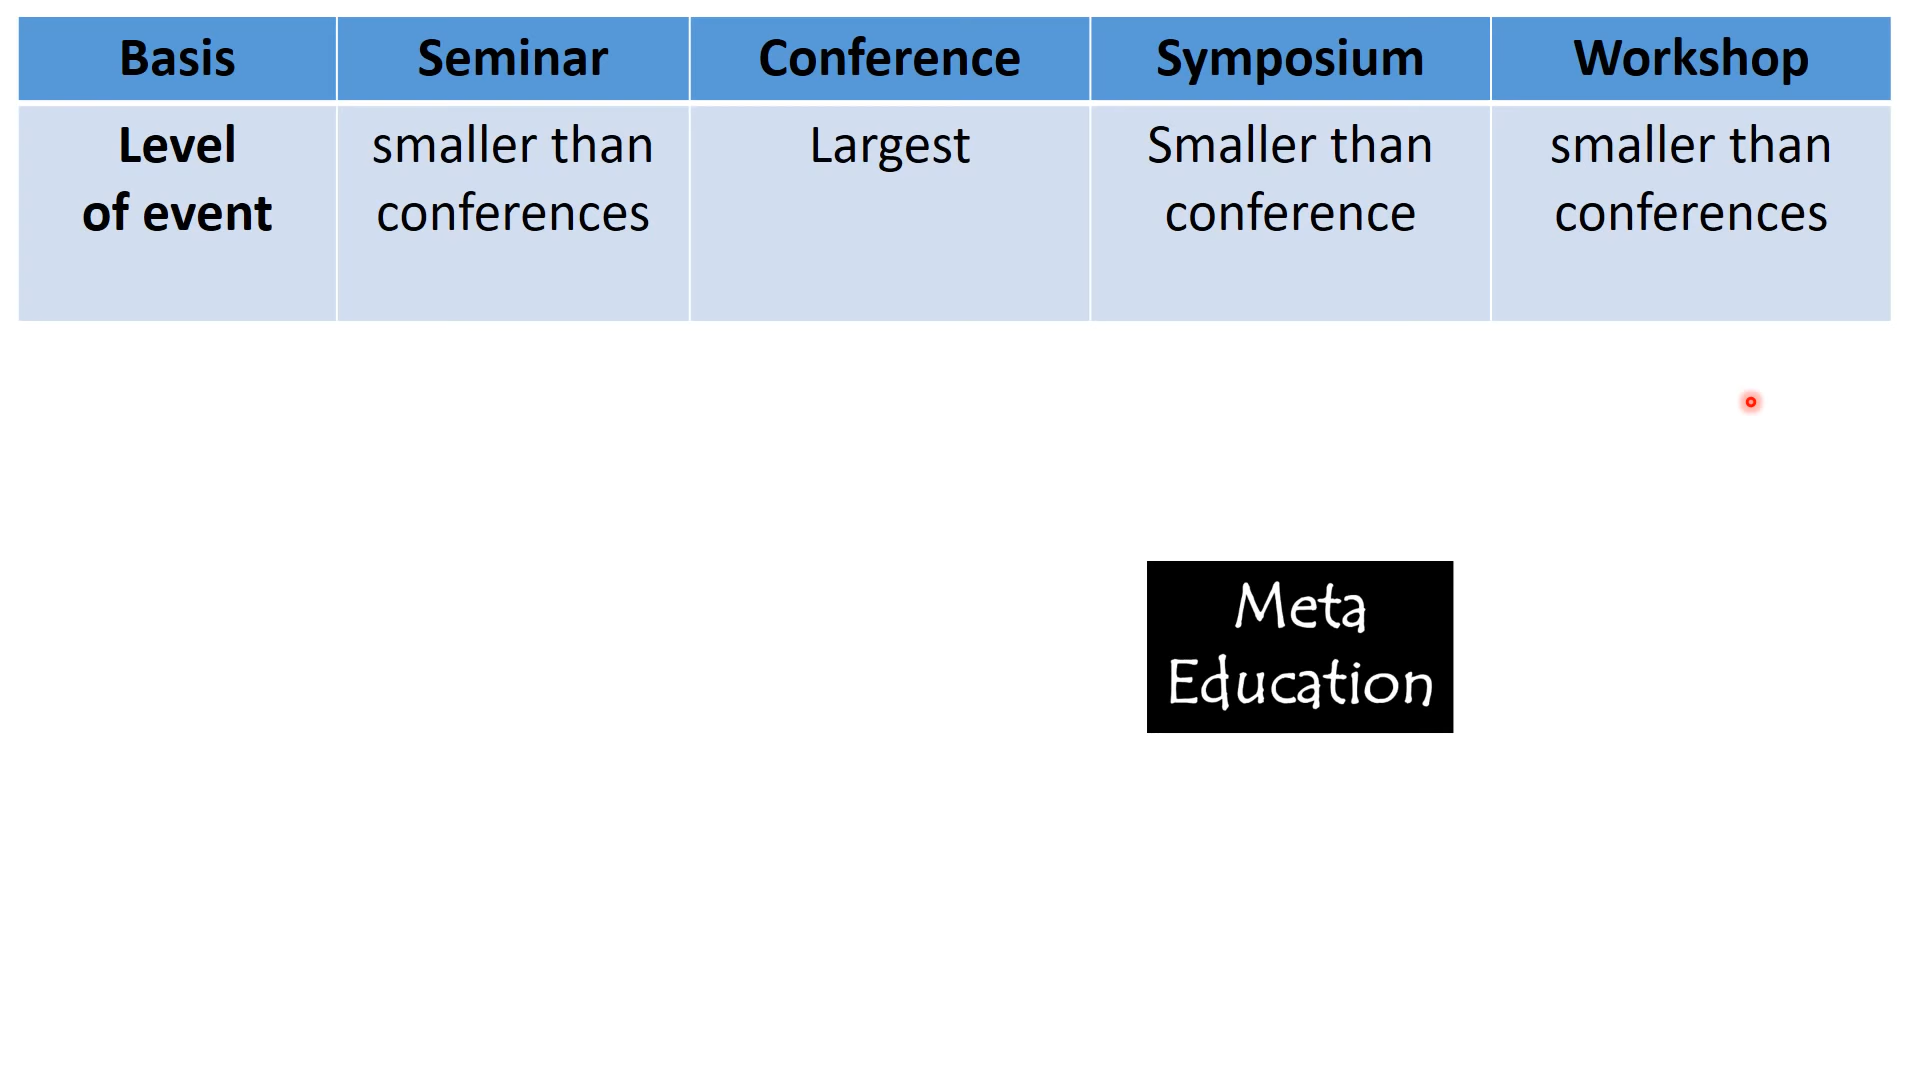 Basis Seminar Conference Symposium Workshop
Level smaller than Largest Smaller than smaller than
of event conferences conference conferences
Meta
Education